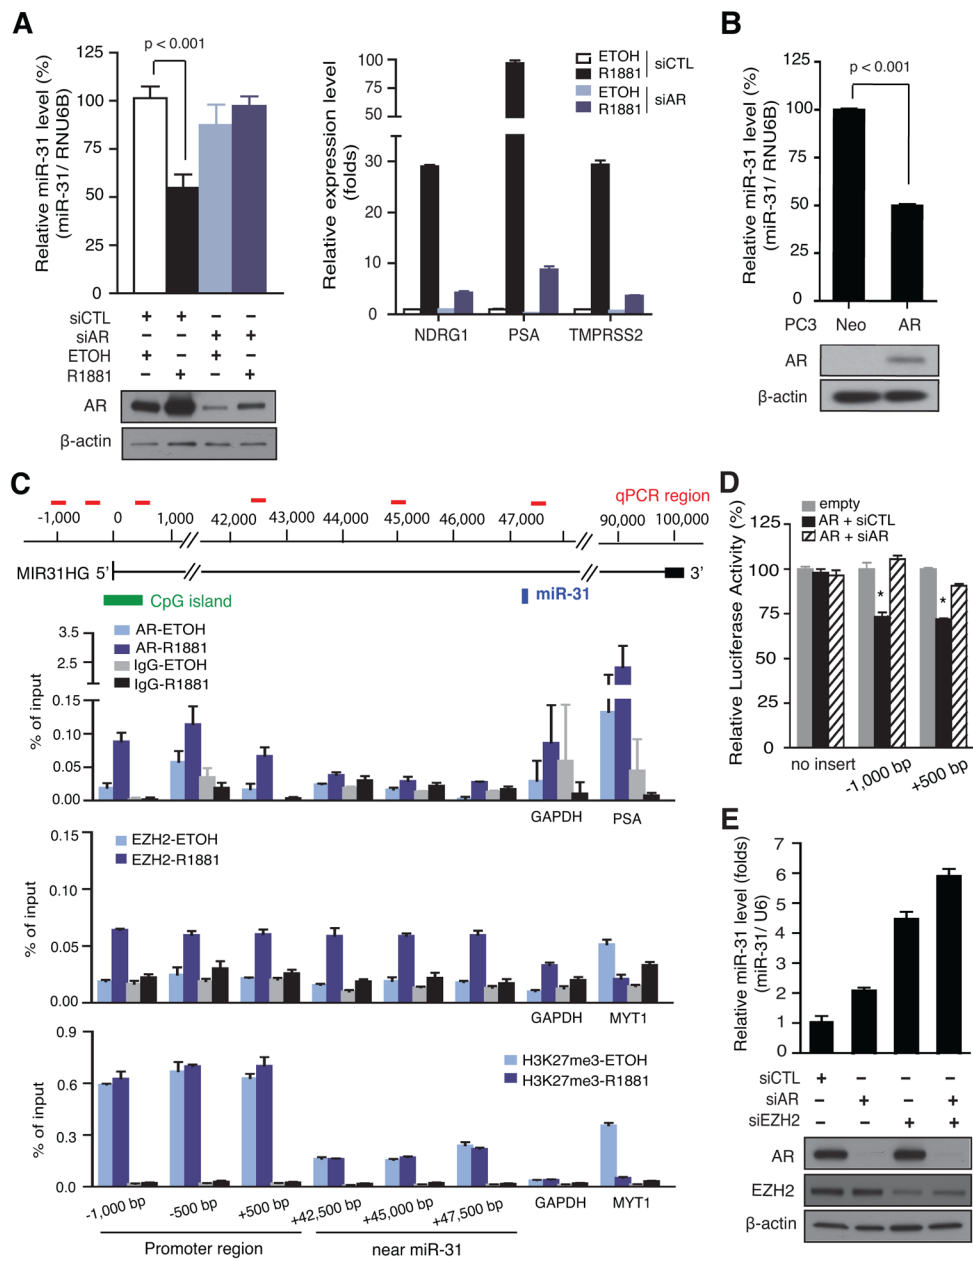 A
p < 0.001
Relative miR-31 level (%)
(miR-31/ RNU6B)
125
100
75
50
25
0
siCTL + + – –
siAR – – + +
ETOH + – + –
R1881 – + – +
AR
β-actin
Relative expression level
(folds)
100
75
50
30
20
10
0
ETOH
R1881
siCTL
ETOH
R1881
siAR
NDRG1 PSA TMPRSS2
B
p < 0.001
Relative miR-31 level (%)
(miR-31/ RNU6B)
125
100
75
50
25
0
PC3 Neo AR
AR
β-actin
C
qPCR region
-1,000 0 1,000 42,000 43,000 44,000 45,000 46,000 47,000 90,000 100,000
MIR31HG 5’ 3’
CpG island
miR-31
AR-ETOH
AR-R1881
IgG-ETOH
IgG-R1881
% of input
3.5
2.5
0.15
0.10
0.05
0.00
GAPDH PSA
EZH2-ETOH
EZH2-R1881
% of input
0.15
0.10
0.05
0.00
GAPDH MYT1
H3K27me3-ETOH
H3K27me3-R1881
% of input
0.9
0.6
0.3
0.0
-1,000 bp -500 bp +500 bp +42,500 bp +45,000 bp +47,500 bp GAPDH MYT1
Promoter region near miR-31
D
empty
AR + siCTL
AR + siAR
Relative Luciferase Activity (%)
125
100
75
50
25
0
* *
no insert -1,000 bp +500 bp
E
Relative miR-31 level (folds)
(miR-31/ U6)
7
6
5
4
3
2
1
0
siCTL + – – –
siAR – + – +
siEZH2 – – + +
AR
EZH2
β-actin